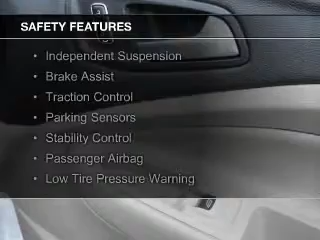 SAFETY FEATURES
• Independent Suspension
• Brake Assist
• Traction Control
• Parking Sensors
• Stability Control
• Passenger Airbag
• Low Tire Pressure Warning